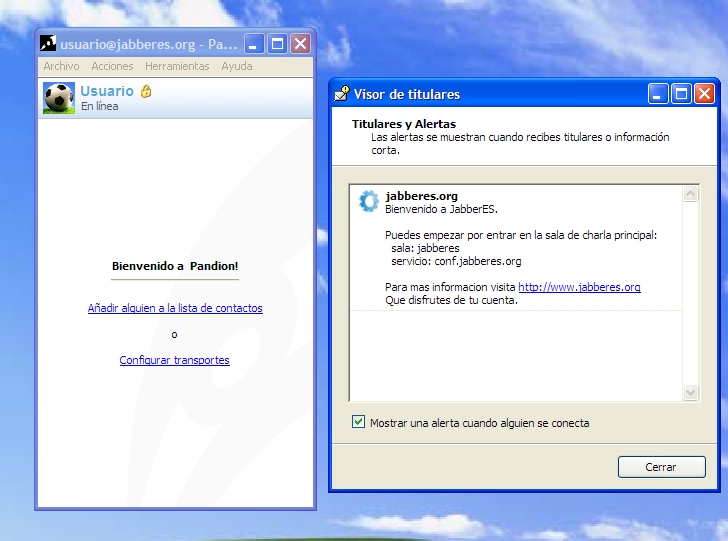 usuario@jabberes.org - Pa...
Archivo Acciones Herramientas Ayuda
Usuario
En línea
Bienvenido a Pandion!
Añadir alguien a la lista de contactos
o
Configurar transportes
Visor de titulares
Titulares y Alertas
Las alertas se muestran cuando recibes titulares o información
corta.
jabberes.org
Bienvenido a JabberES.
Puedes empezar por entrar en la sala de charla principal:
sala: jabberes
servicio: conf.jabberes.org
Para mas informacion visita http://www.jabberes.org
Que disfrutes de tu cuenta.
Mostrar una alerta cuando alguien se conecta
Cerrar